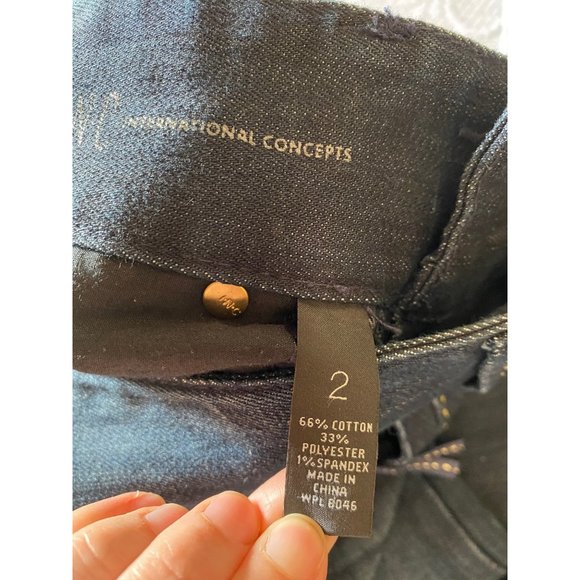 INTERNATIONAL CONCEPTS
2
66% COTTON
33%
POLYESTER
1% SPANDEX
MADE IN
CHINA
WPL 8046